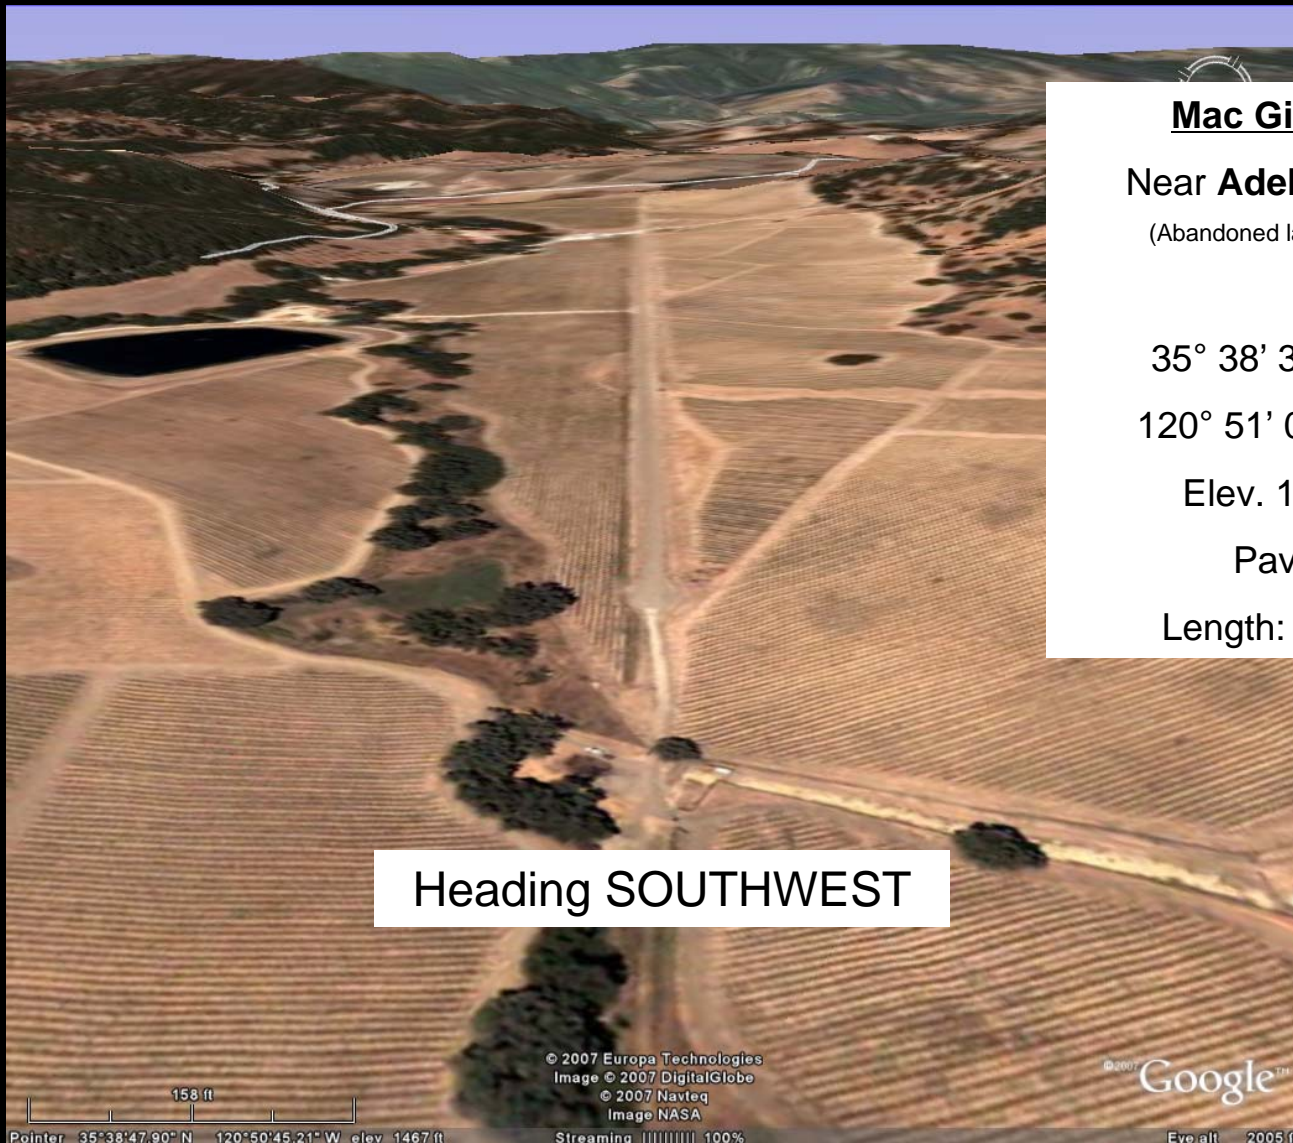 Mac Gi
Near Adel
(Abandoned la
35° 38’ 3
120° 51’ 0
Elev. 1
Pav
Length:
Heading SOUTHWEST
© 2007 Europa Technologies
Image © 2007 DigitalGlobe
© 2007 Navteq
Image NASA
©2007 Google™
158 ft
Pointer 35°38'47.90" N 120°50'45.21" W elev 1467 ft
Streaming ||||||||| 100%
Eye alt 2005